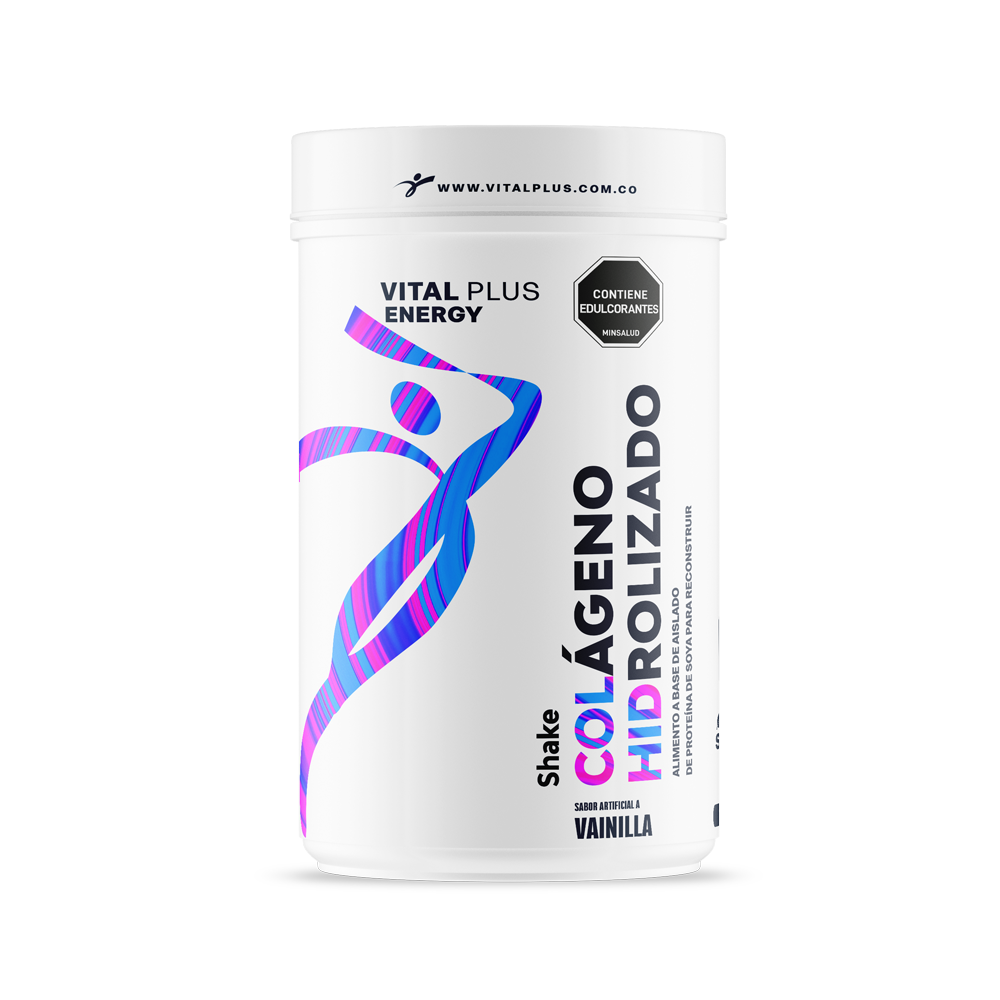 WWW.VITALPLUS.COM.CO
VITAL PLUS
ENERGY
CONTIENE
EDULCORANTES
MINSALUD
Shake
COLÁGENO
HIDROLIZADO
ALIMENTO A BASE DE AISLADO
DE PROTEÍNA DE SOYA PARA RECONSTRUIR
SABOR ARTIFICIAL A
VAINILLA